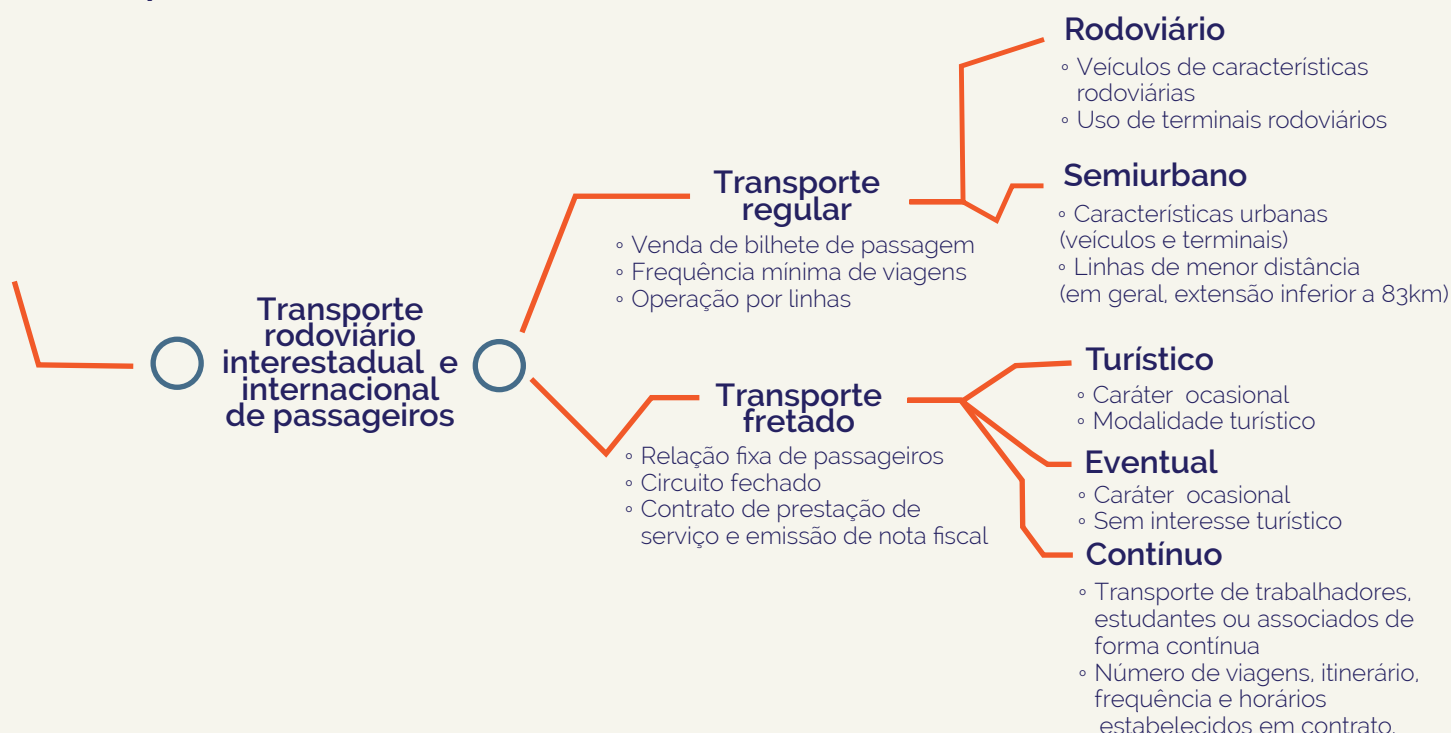 Transporte
rodoviário
interestadual e
internacional
de passageiros
Transporte
regular
◦ Venda de bilhete de passagem
◦ Frequência mínima de viagens
◦ Operação por linhas
Rodoviário
◦ Veículos de características
rodoviárias
◦ Uso de terminais rodoviários
Semiurbano
◦ Características urbanas
(veículos e terminais)
◦ Linhas de menor distância
(em geral, extensão inferior a 83km)
Transporte
fretado
◦ Relação fixa de passageiros
◦ Circuito fechado
◦ Contrato de prestação de
serviço e emissão de nota fiscal
Turístico
◦ Caráter ocasional
◦ Modalidade turístico
Eventual
◦ Caráter ocasional
◦ Sem interesse turístico
Contínuo
◦ Transporte de trabalhadores,
estudantes ou associados de
forma contínua
◦ Número de viagens, itinerário,
frequência e horários
estabelecidos em contrato.